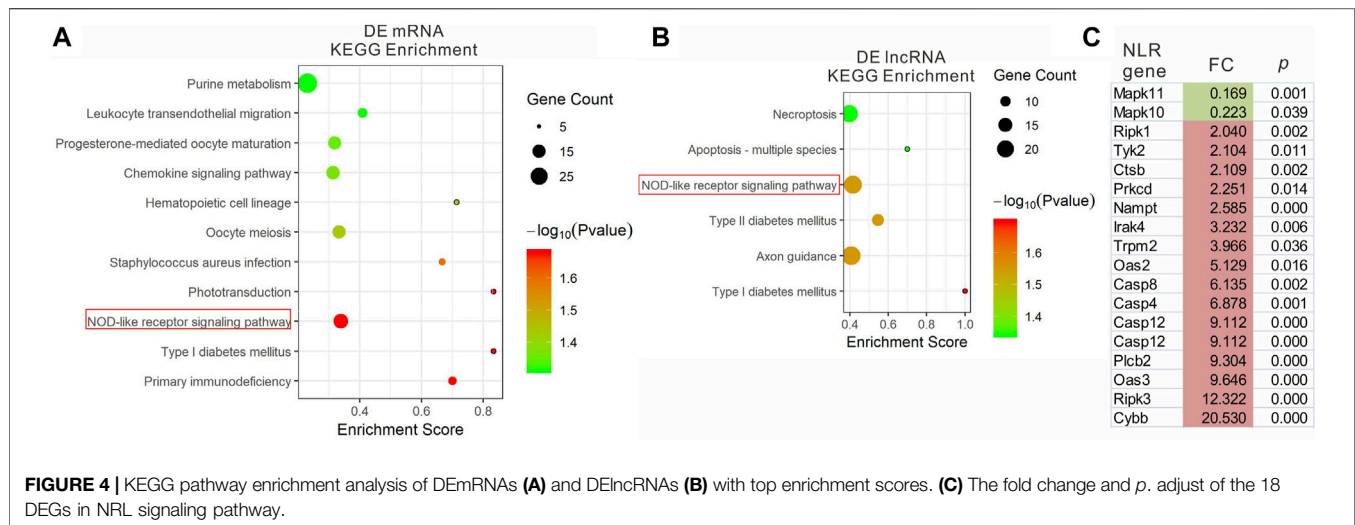 A
DE mRNA
KEGG Enrichment
Purine metabolism
Leukocyte transendothelial migration
Progesterone-mediated oocyte maturation
Chemokine signaling pathway
Hematopoietic cell lineage
Oocyte meiosis
Staphylococcus aureus infection
Phototransduction
NOD-like receptor signaling pathway
Type I diabetes mellitus
Primary immunodeficiency
0.4 0.6 0.8
Enrichment Score
Gene Count
5
15
25
−log10(Pvalue)
1.6
1.5
1.4
B
DE lncRNA
KEGG Enrichment
Necroptosis
Apoptosis - multiple species
NOD-like receptor signaling pathway
Type II diabetes mellitus
Axon guidance
Type I diabetes mellitus
0.4 0.6 0.8 1.0
Enrichment Score
Gene Count
10
15
20
−log10(Pvalue)
1.6
1.5
1.4
C
NLR gene FC p
Mapk11 0.169 0.001
Mapk10 0.223 0.039
Ripk1 2.040 0.002
Tyk2 2.104 0.011
Ctsb 2.109 0.002
Prkcd 2.251 0.014
Nampt 2.585 0.000
Irak4 3.232 0.006
Trpm2 3.966 0.036
Oas2 5.129 0.016
Casp8 6.135 0.002
Casp4 6.878 0.001
Casp12 9.112 0.000
Casp12 9.112 0.000
Plcb2 9.304 0.000
Oas3 9.646 0.000
Ripk3 12.322 0.000
Cybb 20.530 0.000
FIGURE 4 | KEGG pathway enrichment analysis of DEmRNAs (A) and DElncRNAs (B) with top enrichment scores. (C) The fold change and p. adjust of the 18
DEGs in NRL signaling pathway.